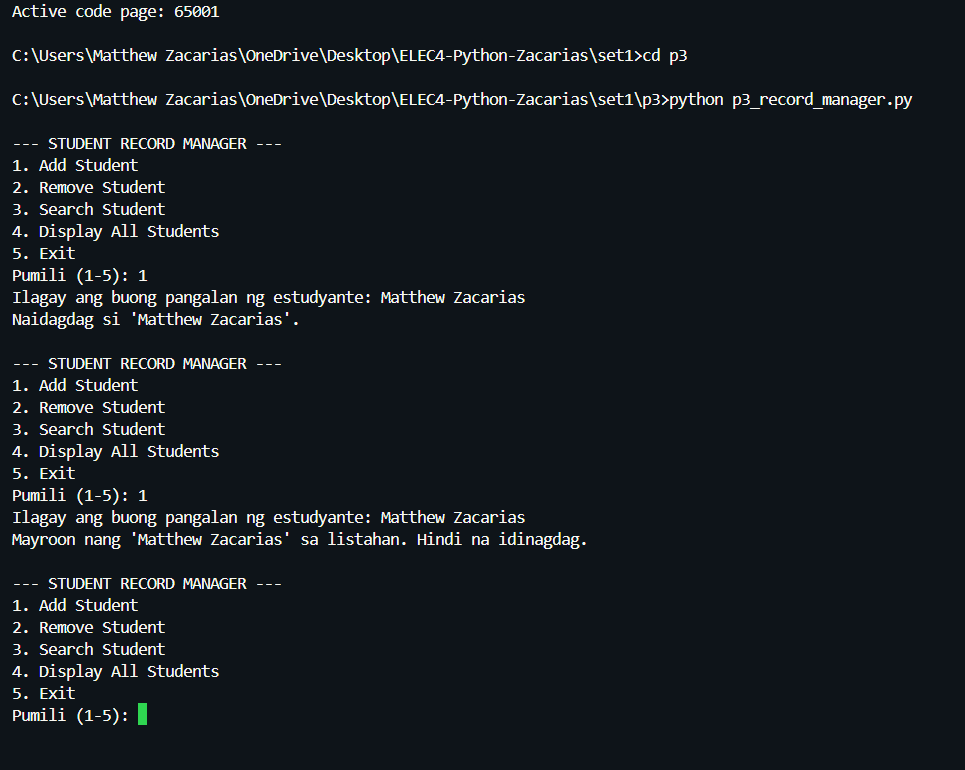 Active code page: 65001
C:\Users\Matthew Zacarias\OneDrive\Desktop\ELEC4-Python-Zacarias\set1>cd p3
C:\Users\Matthew Zacarias\OneDrive\Desktop\ELEC4-Python-Zacarias\set1\p3>python p3_record_manager.py
--- STUDENT RECORD MANAGER ---
1. Add Student
2. Remove Student
3. Search Student
4. Display All Students
5. Exit
Pumili (1-5): 1
Ilagay ang buong pangalan ng estudyante: Matthew Zacarias
Naidagdag si 'Matthew Zacarias'.
--- STUDENT RECORD MANAGER ---
1. Add Student
2. Remove Student
3. Search Student
4. Display All Students
5. Exit
Pumili (1-5): 1
Ilagay ang buong pangalan ng estudyante: Matthew Zacarias
Mayroon nang 'Matthew Zacarias' sa listahan. Hindi na idinagdag.
--- STUDENT RECORD MANAGER ---
1. Add Student
2. Remove Student
3. Search Student
4. Display All Students
5. Exit
Pumili (1-5):